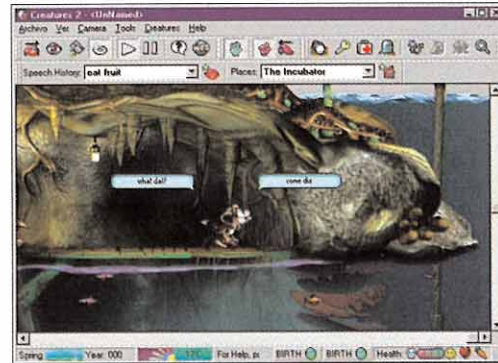 Creatures 2 - <UnNamed>
Archivo Ver Camera Tools Creatures Help
Speech History: eat fruit Places: The Incubator
what dal?
come dis
Spring Year: 000 For Help, pr BIRTH BIRTH Health: